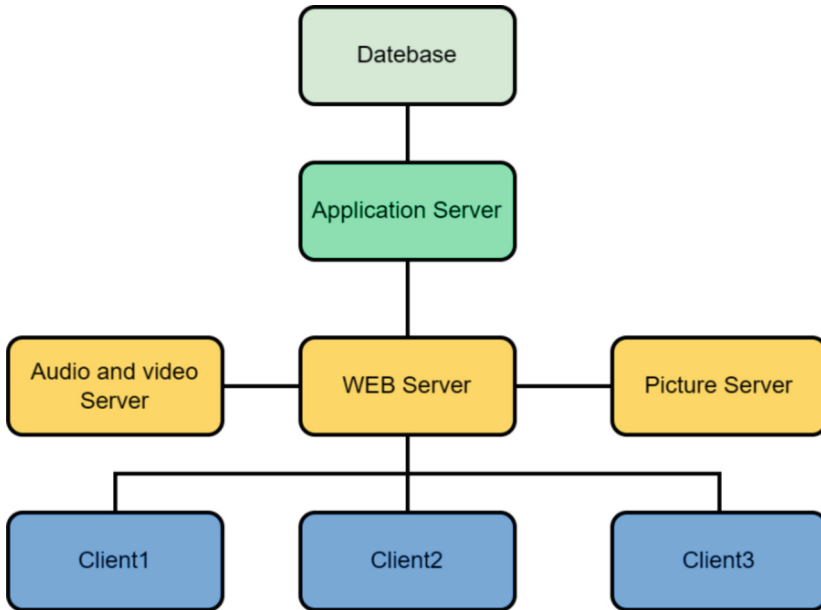 Datebase
Application Server
Audio and video
Server
WEB Server
Picture Server
Client1
Client2
Client3